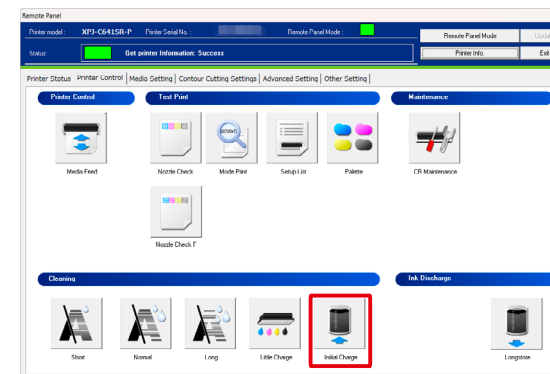 Remote Panel
Printer model : XPJ-C641SR-P Printer Serial No. : Remote Panel Mode : Remote Panel Mode
Status: Get printer Information: Success Printer Info. Exit
Printer Status Printer Control Media Setting Contour Cutting Settings Advanced Setting Other Setting
Printer Control Test Print Maintenance
Media Feed Nozzle Check Mode Print Setup List Palette CB Maintenance
Nozzle Check F
Cleaning Ink Discharge
Short Normal Long Little Charge Initial Charge Longstore